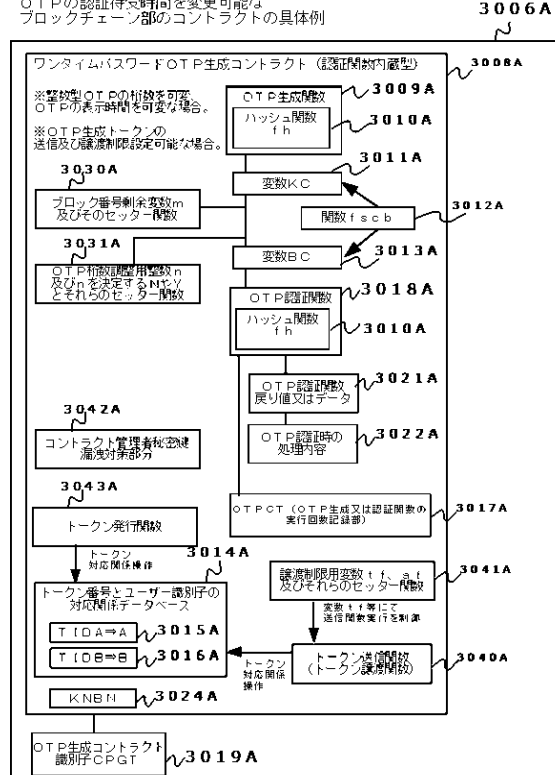 OTPの認証待受時間を変更可能な
ブロックチェーン部のコントラクトの具体例
3006A
ワンタイムパスワードOTP生成コントラクト(認証関数内蔵型)
3008A
※整数型OTPの桁数を可変、
OTPの表示時間を可変な場合。
※OTP生成トークンの
送信及び譲渡制限設定可能な場合。
OTP生成関数
3009A
ハッシュ関数
fh
3010A
3011A
変数KC
3030A
ブロック番号剰余変数m
及びそのセッター関数
関数fscb
3012A
3031A
変数BC
3013A
OTP桁数調整用整数n
及びnを決定するNやY
とそれらのセッター関数
OTP認証関数
3018A
ハッシュ関数
fh
3010A
OTP認証関数
戻り値又はデータ
3021A
3042A
OTP認証時の
処理内容
3022A
コントラクト管理者秘密鍵
漏洩対策部分
3043A
OTPCT(OTP生成又は認証関数の
実行回数記録部)
3017A
トークン発行関数
トークン
対応関係操作
3014A
譲渡制限用変数tf、af
及びそれらのセッター関数
3041A
トークン番号とユーザー識別子の
対応関係データベース
変数tf等にて
送信関数実行を制御
TIDA⇒A
3015A
TIDB⇒B
3016A
トークン
対応関係
操作
トークン送信関数
(トークン譲渡関数)
3040A
KNBN
3024A
OTP生成コントラクト
識別子CPGT
3019A